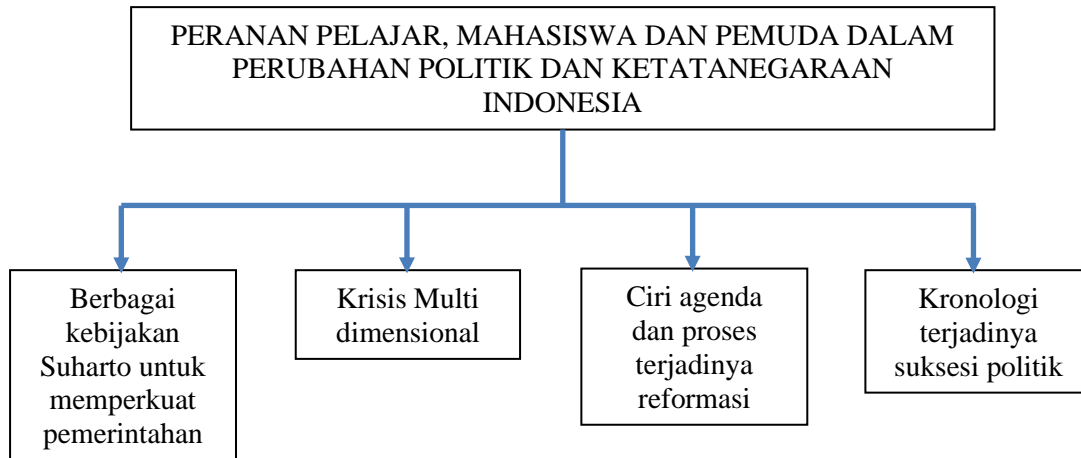 PERANAN PELAJAR, MAHASISWA DAN PEMUDA DALAM
PERUBAHAN POLITIK DAN KETATANEGARAAN
INDONESIA
Berbagai
kebijakan
Suharto untuk
memperkuat
pemerintahan
Krisis Multi
dimensional
Ciri agenda
dan proses
terjadinya
reformasi
Kronologi
terjadinya
suksesi politik